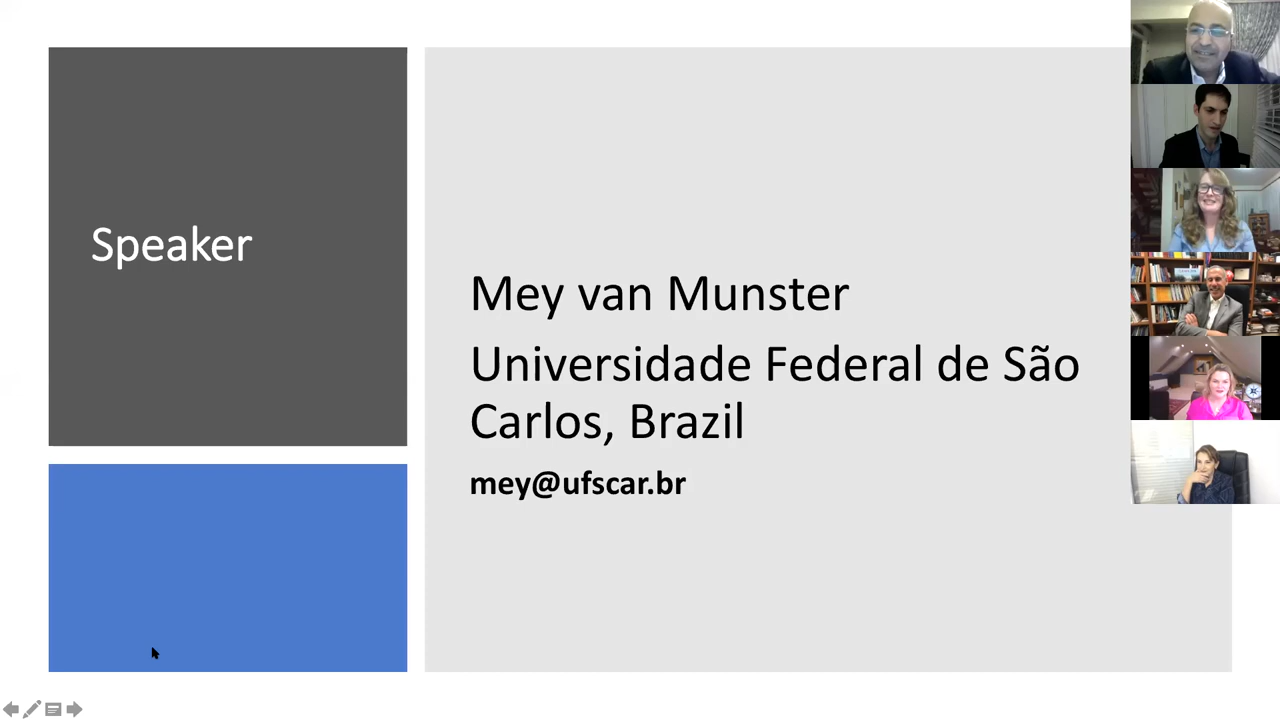 Speaker
Mey van Munster
Universidade Federal de São
Carlos, Brazil
mey@ufscar.br